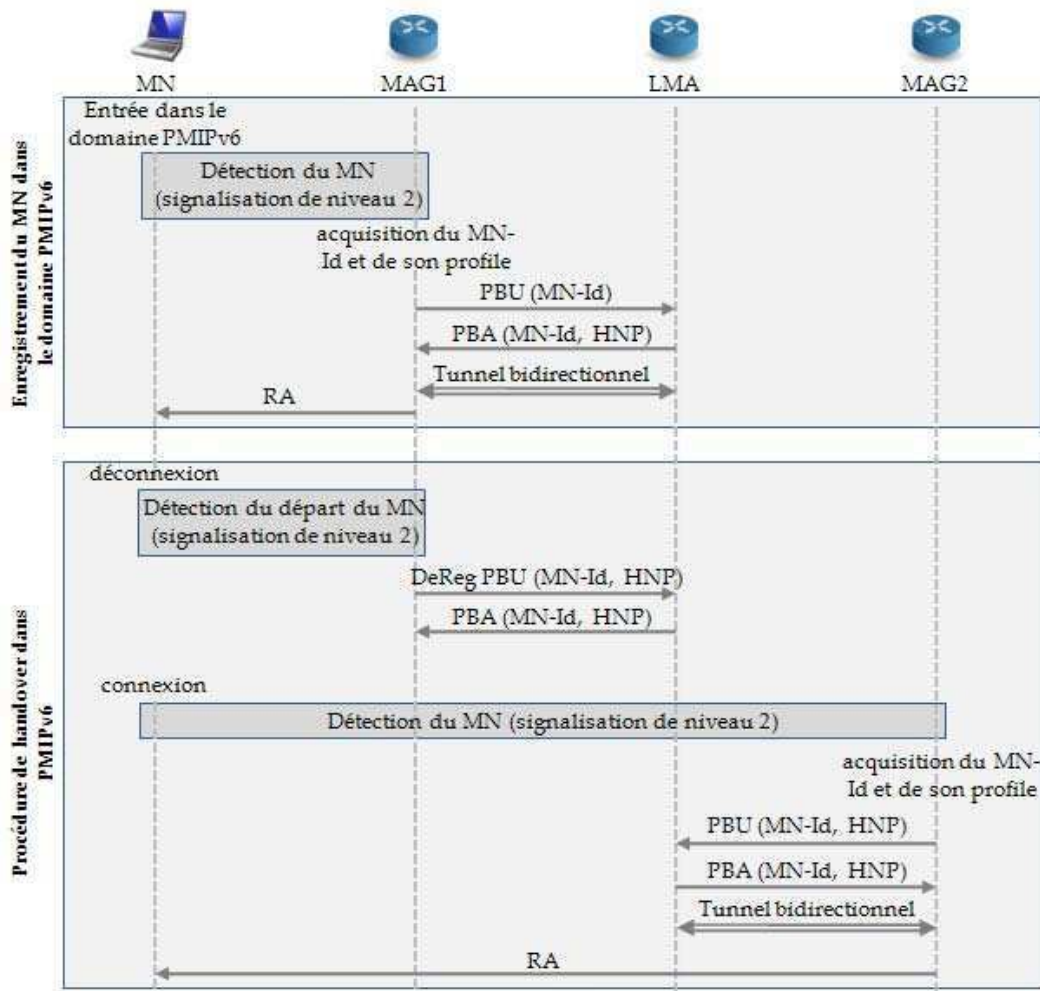 MN
MAG1
LMA
MAG2
Enregistrement du MN dans
le domaine PMIPv6
Entrée dans le
domaine PMIPv6
Détection du MN
(signalisation de niveau 2)
acquisition du MN-
Id et de son profile
PBU (MN-Id)
PBA (MN-Id, HNP)
Tunnel bidirectionnel
RA
Procédure de handover dans
PMIPv6
déconnexion
Détection du départ du MN
(signalisation de niveau 2)
DeReg PBU (MN-Id, HNP)
PBA (MN-Id, HNP)
connexion
Détection du MN (signalisation de niveau 2)
acquisition du MN-
Id et de son profile
PBU (MN-Id, HNP)
PBA (MN-Id, HNP)
Tunnel bidirectionnel
RA